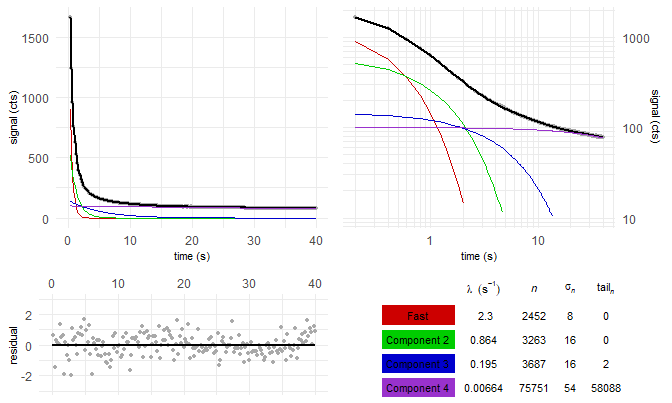 1500
1000
500
0
signal (cts)
0 10 20 30 40
time (s)
1000
100
10
signal (cts)
1 10
time (s)
0 10 20 30 40
2
0
-2
residual
λ (s⁻¹) n σₙ tailₙ
Fast 2.3 2452 8 0
Component 2 0.864 3263 16 0
Component 3 0.195 3687 16 2
Component 4 0.00664 75751 54 58088